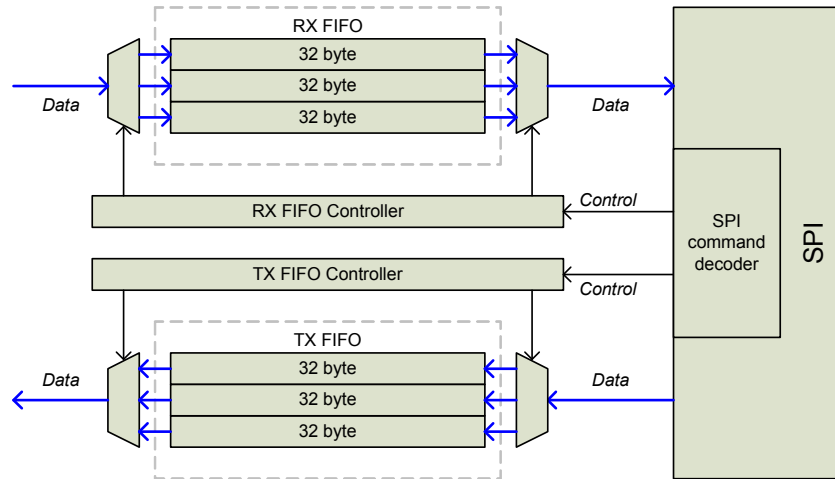 RX FIFO
32 byte
32 byte
32 byte
Data
Data
RX FIFO Controller
Control
SPI
command
decoder
SPI
TX FIFO Controller
Control
TX FIFO
32 byte
32 byte
32 byte
Data
Data